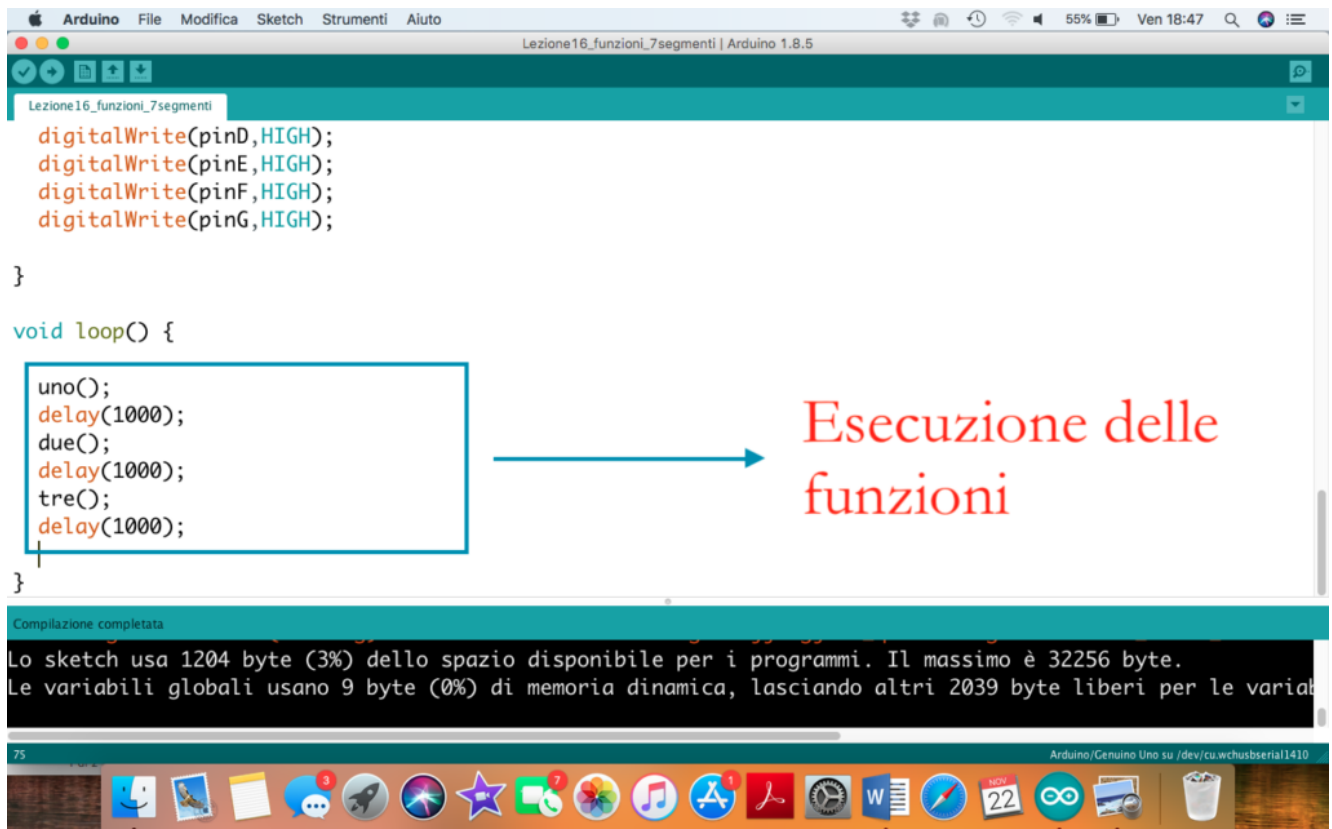 Arduino File Modifica Sketch Strumenti Aiuto 55% Ven 18:47
Lezione16_funzioni_7segmenti | Arduino 1.8.5
Lezione16_funzioni_7segmenti
digitalWrite(pinD,HIGH);
digitalWrite(pinE,HIGH);
digitalWrite(pinF,HIGH);
digitalWrite(pinG,HIGH);
}
void loop() {
uno();
delay(1000);
due();
delay(1000);
tre();
delay(1000);
}
Esecuzione delle
funzioni
Compilazione completata
Lo sketch usa 1204 byte (3%) dello spazio disponibile per i programmi. Il massimo è 32256 byte.
Le variabili globali usano 9 byte (0%) di memoria dinamica, lasciando altri 2039 byte liberi per le variab
75 Arduino/Genuino Uno su /dev/cu.wchusbserial1410
3 7 1 W NOV 22